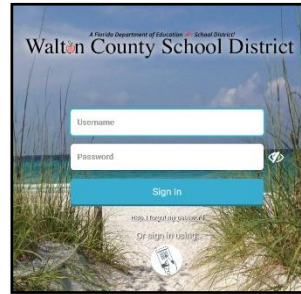 A Florida Department of Education School District!
Walton County School District
Username
Password
Sign in
Help, I forgot my password
Or sign in using: